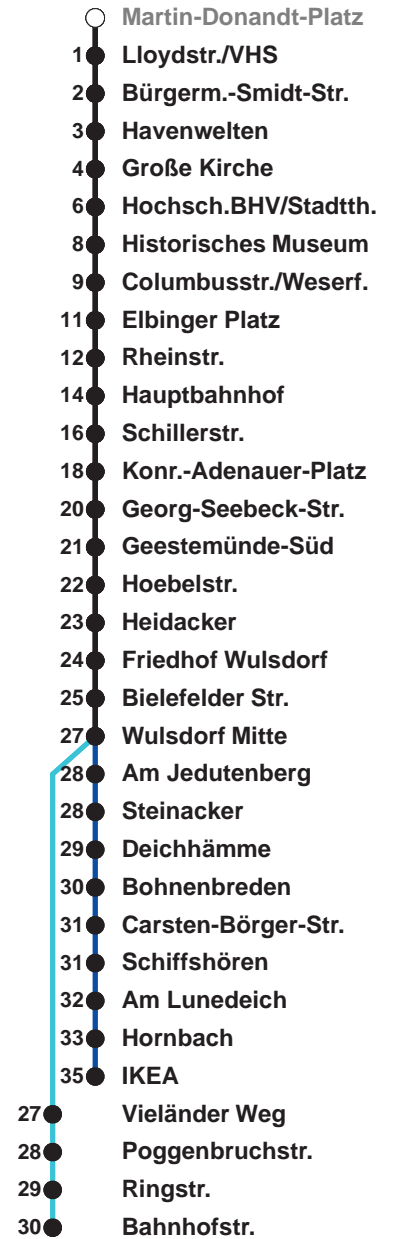 Martin-Donandt-Platz
1 Lloydstr./VHS
2 Bürgerm.-Smidt-Str.
3 Havenwelten
4 Große Kirche
6 Hochsch.BHV/Stadtth.
8 Historisches Museum
9 Columbusstr./Weserf.
11 Elbinger Platz
12 Rheinstr.
14 Hauptbahnhof
16 Schillerstr.
18 Konr.-Adenauer-Platz
20 Georg-Seebeck-Str.
21 Geestemünde-Süd
22 Hoebelstr.
23 Heidacker
24 Friedhof Wulsdorf
25 Bielefelder Str.
27 Wulsdorf Mitte
28 Am Jedutenberg
28 Steinacker
29 Deichhämme
30 Bohnenbreden
31 Carsten-Börger-Str.
31 Schiffshören
32 Am Lunedeich
33 Hornbach
35 IKEA
27 Vieländer Weg
28 Poggenbruchstr.
29 Ringstr.
30 Bahnhofstr.